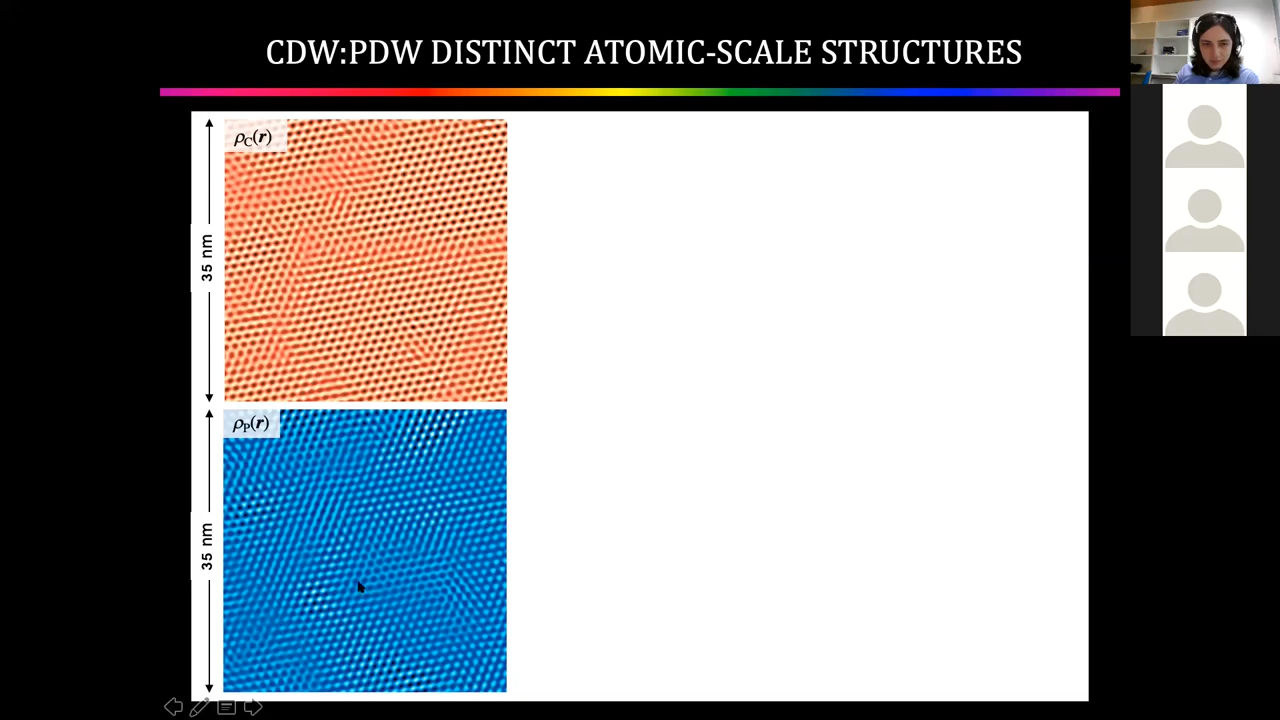 CDW:PDW DISTINCT ATOMIC-SCALE STRUCTURES
ρC(r)
35 nm
ρP(r)
35 nm